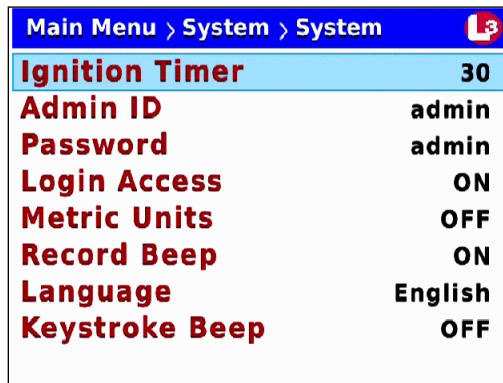 Main Menu > System > System L3
Ignition Timer 30
Admin ID admin
Password admin
Login Access ON
Metric Units OFF
Record Beep ON
Language English
Keystroke Beep OFF